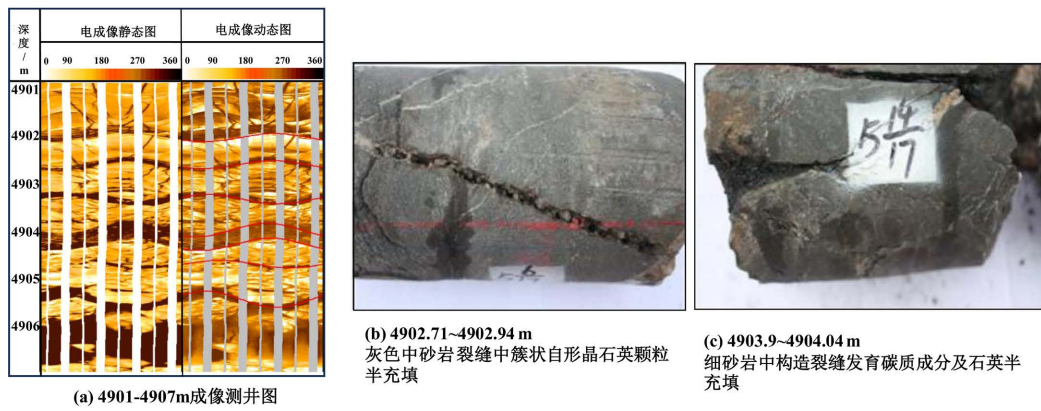 深度/m
电成像静态图
电成像动态图
0 90 180 270 360
0 90 180 270 360
4901
4902
4903
4904
4905
4906
(a) 4901-4907m成像测井图
(b) 4902.71~4902.94 m
灰色中砂岩裂缝中簇状自形晶石英颗粒
半充填
5 14/17
(c) 4903.9~4904.04 m
细砂岩中构造裂缝发育碳质成分及石英半
充填